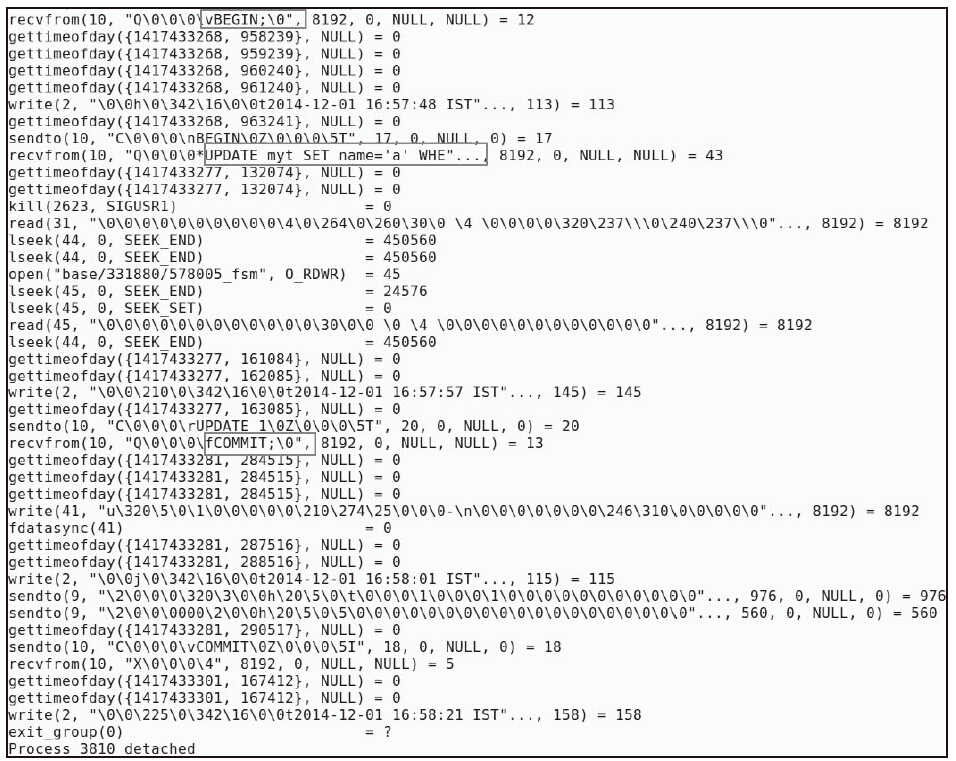 recvfrom(10, "Q\0\0\0\vBEGIN;\0", 8192, 0, NULL, NULL) = 12
gettimeofday({1417433268, 958239}, NULL) = 0
gettimeofday({1417433268, 959239}, NULL) = 0
gettimeofday({1417433268, 960240}, NULL) = 0
gettimeofday({1417433268, 961240}, NULL) = 0
write(2, "\0\0h\0\342\16\0\0t2014-12-01 16:57:48 IST"..., 113) = 113
gettimeofday({1417433268, 963241}, NULL) = 0
sendto(10, "C\0\0\0\nBEGIN\0Z\0\0\0\5T", 17, 0, NULL, 0) = 17
recvfrom(10, "Q\0\0\0*UPDATE myt SET name='a' WHE"..., 8192, 0, NULL, NULL) = 43
gettimeofday({1417433277, 132074}, NULL) = 0
gettimeofday({1417433277, 132074}, NULL) = 0
kill(2623, SIGUSR1) = 0
read(31, "\0\0\0\0\0\0\0\0\0\0\4\0\264\0\260\30\0 \4 \0\0\0\0\320\237\\\0\240\237\\\0"..., 8192) = 8192
lseek(44, 0, SEEK_END) = 450560
lseek(44, 0, SEEK_END) = 450560
open("base/331880/578005_fsm", O_RDWR) = 45
lseek(45, 0, SEEK_END) = 24576
lseek(45, 0, SEEK_SET) = 0
read(45, "\0\0\0\0\0\0\0\0\0\0\0\0\30\0\0 \0 \4 \0\0\0\0\0\0\0\0\0\0\0\0"..., 8192) = 8192
lseek(44, 0, SEEK_END) = 450560
gettimeofday({1417433277, 161084}, NULL) = 0
gettimeofday({1417433277, 162085}, NULL) = 0
write(2, "\0\0\210\0\342\16\0\0t2014-12-01 16:57:57 IST"..., 145) = 145
gettimeofday({1417433277, 163085}, NULL) = 0
sendto(10, "C\0\0\0\rUPDATE 1\0Z\0\0\0\5T", 20, 0, NULL, 0) = 20
recvfrom(10, "Q\0\0\0\fCOMMIT;\0", 8192, 0, NULL, NULL) = 13
gettimeofday({1417433281, 284515}, NULL) = 0
gettimeofday({1417433281, 284515}, NULL) = 0
gettimeofday({1417433281, 284515}, NULL) = 0
write(41, "u\320\5\0\1\0\0\0\0\0\210\274\25\0\0\0-\n\0\0\0\0\0\0\0\246\310\0\0\0\0\0"..., 8192) = 8192
fdatasync(41) = 0
gettimeofday({1417433281, 287516}, NULL) = 0
gettimeofday({1417433281, 288516}, NULL) = 0
write(2, "\0\0j\0\342\16\0\0t2014-12-01 16:58:01 IST"..., 115) = 115
sendto(9, "\2\0\0\0\320\3\0\0h\20\5\0\t\0\0\0\1\0\0\0\1\0\0\0\0\0\0\0\0\0\0\0"..., 976, 0, NULL, 0) = 976
sendto(9, "\2\0\0\0000\2\0\0h\20\5\0\5\0\0\0\0\0\0\0\0\0\0\0\0\0\0\0\0\0\0\0"..., 560, 0, NULL, 0) = 560
gettimeofday({1417433281, 290517}, NULL) = 0
sendto(10, "C\0\0\0\vCOMMIT\0Z\0\0\0\5I", 18, 0, NULL, 0) = 18
recvfrom(10, "X\0\0\0\4", 8192, 0, NULL, NULL) = 5
gettimeofday({1417433301, 167412}, NULL) = 0
gettimeofday({1417433301, 167412}, NULL) = 0
write(2, "\0\0\225\0\342\16\0\0t2014-12-01 16:58:21 IST"..., 158) = 158
exit_group(0) = ?
Process 3810 detached